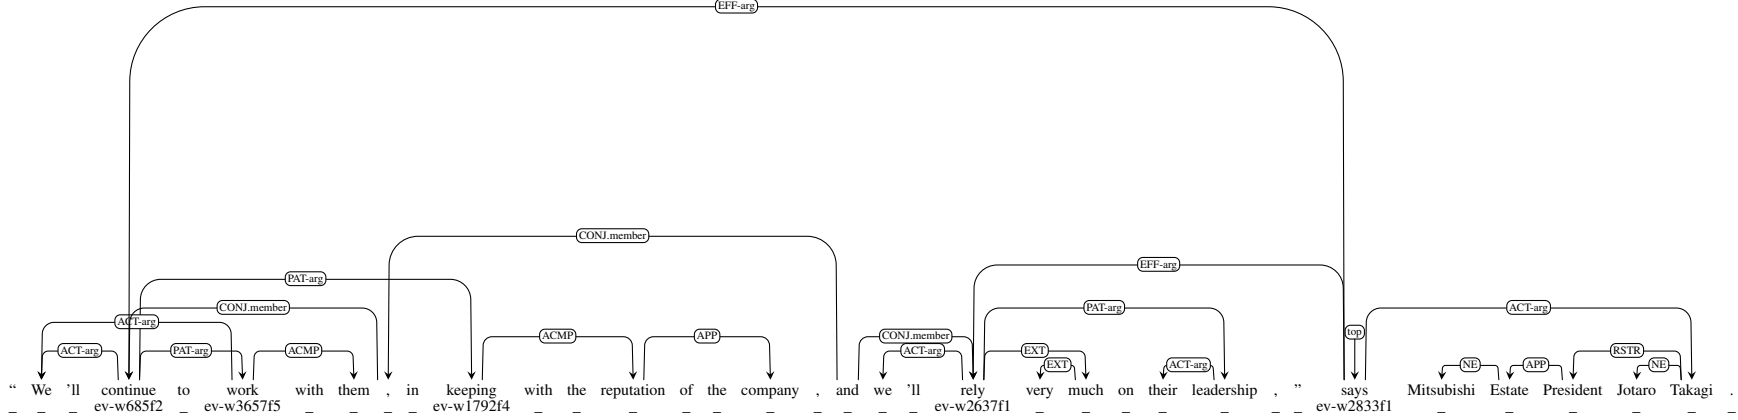 EFF-arg
CONJ.member
EFF-arg
PAT-arg
CONJ.member PAT-arg ACT-arg
ACT-arg top
ACMP APP CONJ.member
ACT-arg PAT-arg ACMP ACT-arg EXT RSTR
EXT ACT-arg NE APP NE
“ We 'll continue to work with them , in keeping with the reputation of the company , and we 'll rely very much on their leadership , ” says Mitsubishi Estate President Jotaro Takagi .
_ _ _ ev-w685f2 _ ev-w3657f5 _ _ _ _ ev-w1792f4 _ _ _ _ _ _ _ _ _ _ ev-w2637f1 _ _ _ _ _ _ _ ev-w2833f1 _ _ _ _ _ _